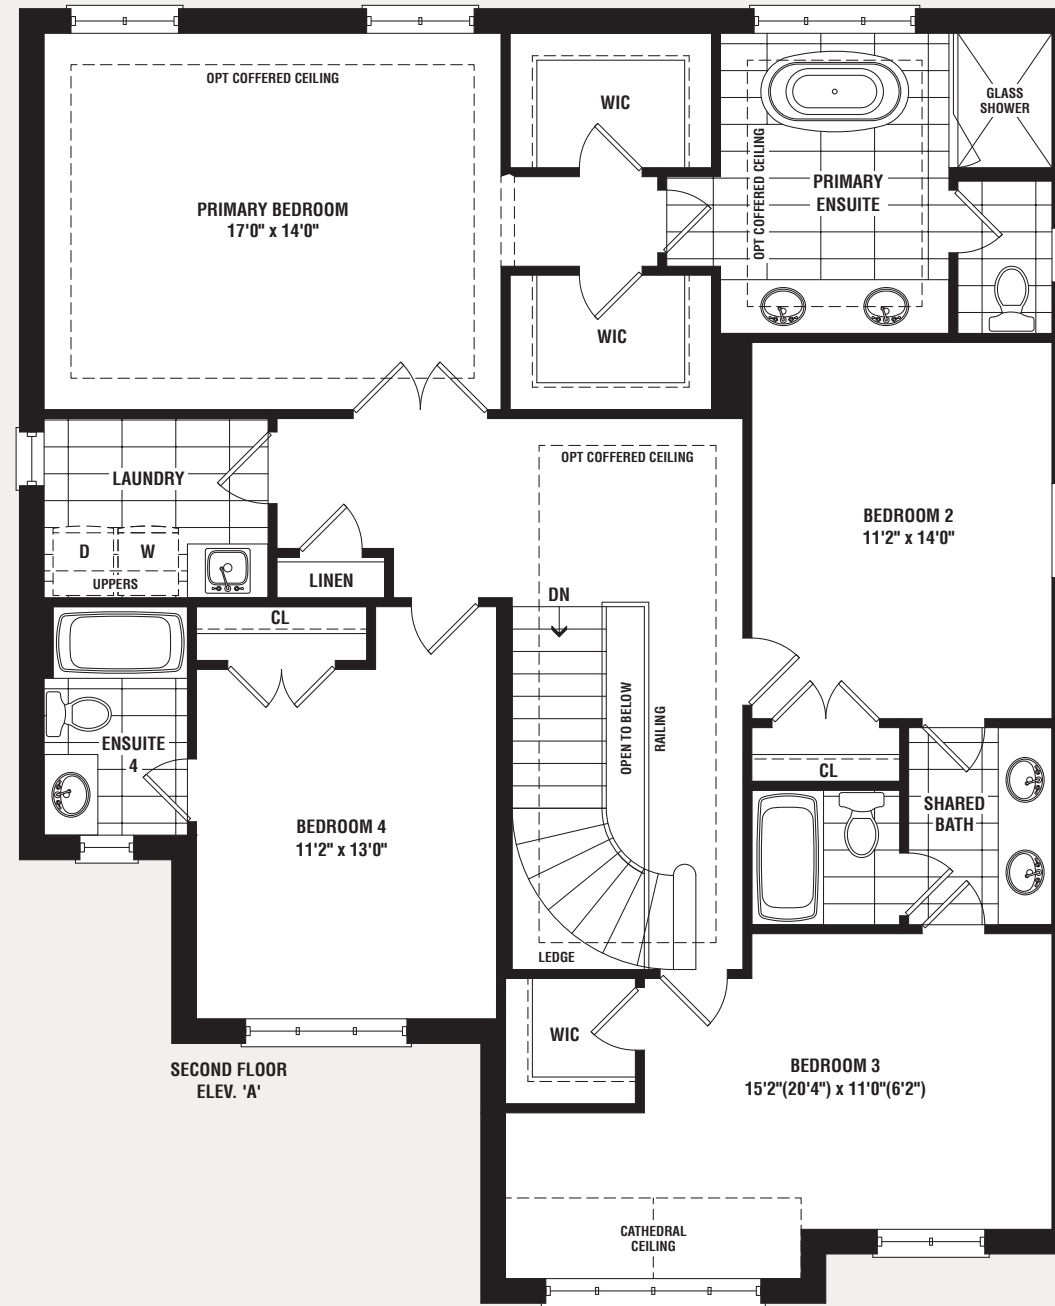 OPT COFFERED CEILING
WIC
GLASS
SHOWER
PRIMARY BEDROOM
17'0" x 14'0"
OPT COFFERED CEILING
PRIMARY
ENSUITE
WIC
LAUNDRY
OPT COFFERED CEILING
BEDROOM 2
11'2" x 14'0"
D
W
UPPERS
LINEN
DN
CL
OPEN TO BELOW
RAILING
ENSUITE
4
CL
SHARED
BATH
BEDROOM 4
11'2" x 13'0"
LEDGE
WIC
SECOND FLOOR
ELEV. 'A'
BEDROOM 3
15'2"(20'4") x 11'0"(6'2")
CATHEDRAL
CEILING